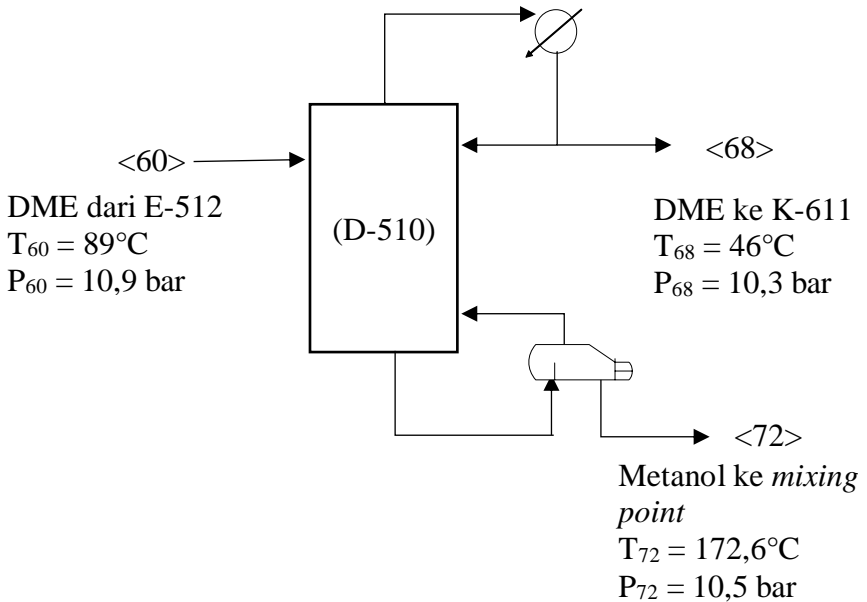 <60>
DME dari E-512
T60 = 89°C
P60 = 10,9 bar
(D-510)
<68>
DME ke K-611
T68 = 46°C
P68 = 10,3 bar
<72>
Metanol ke mixing
point
T72 = 172,6°C
P72 = 10,5 bar